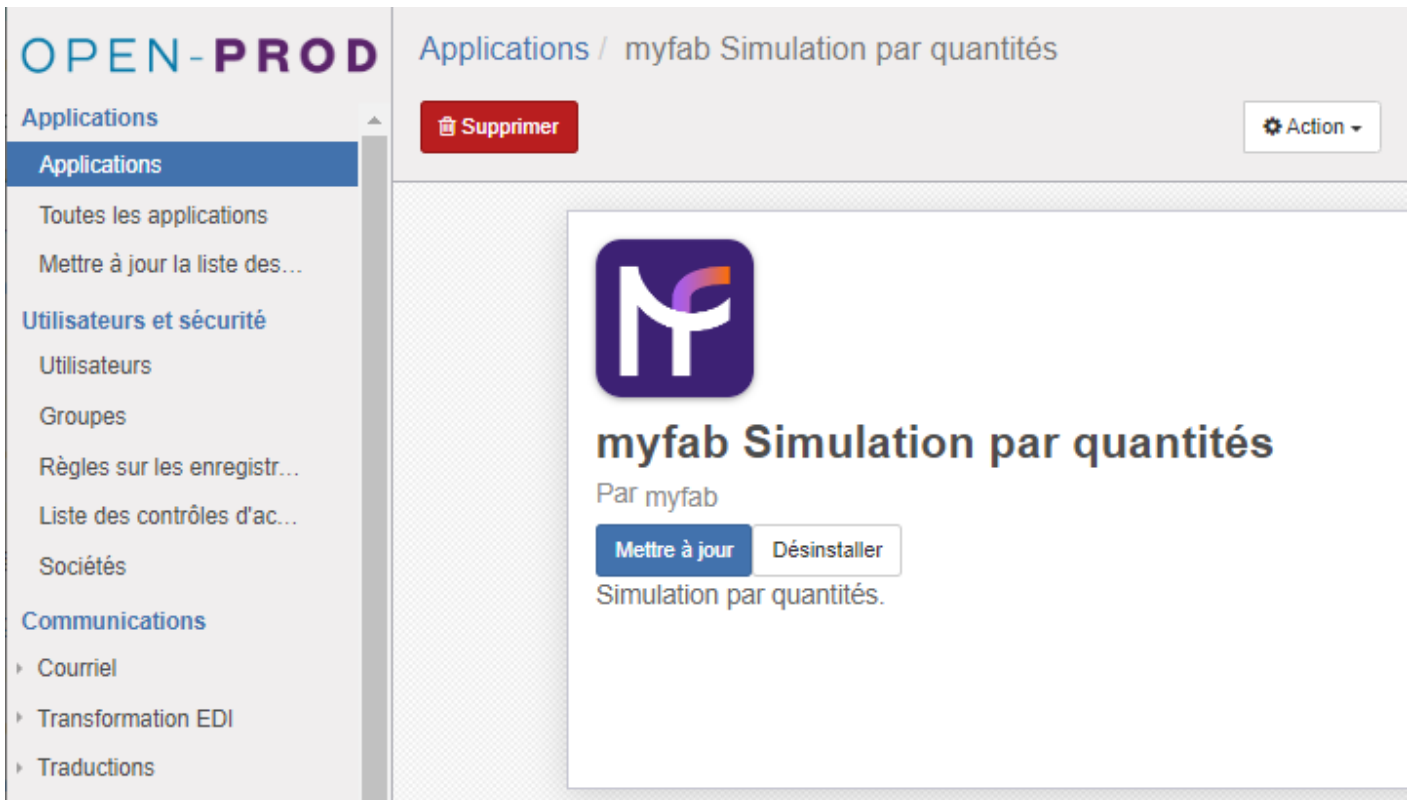 OPEN-PROD
Applications
Applications
Toutes les applications
Mettre à jour la liste des...
Utilisateurs et sécurité
Utilisateurs
Groupes
Règles sur les enregistr...
Liste des contrôles d'ac...
Sociétés
Communications
Courriel
Transformation EDI
Traductions
Applications / myfab Simulation par quantités
Supprimer
Action
myfab Simulation par quantités
Par myfab
Mettre à jour
Désinstaller
Simulation par quantités.